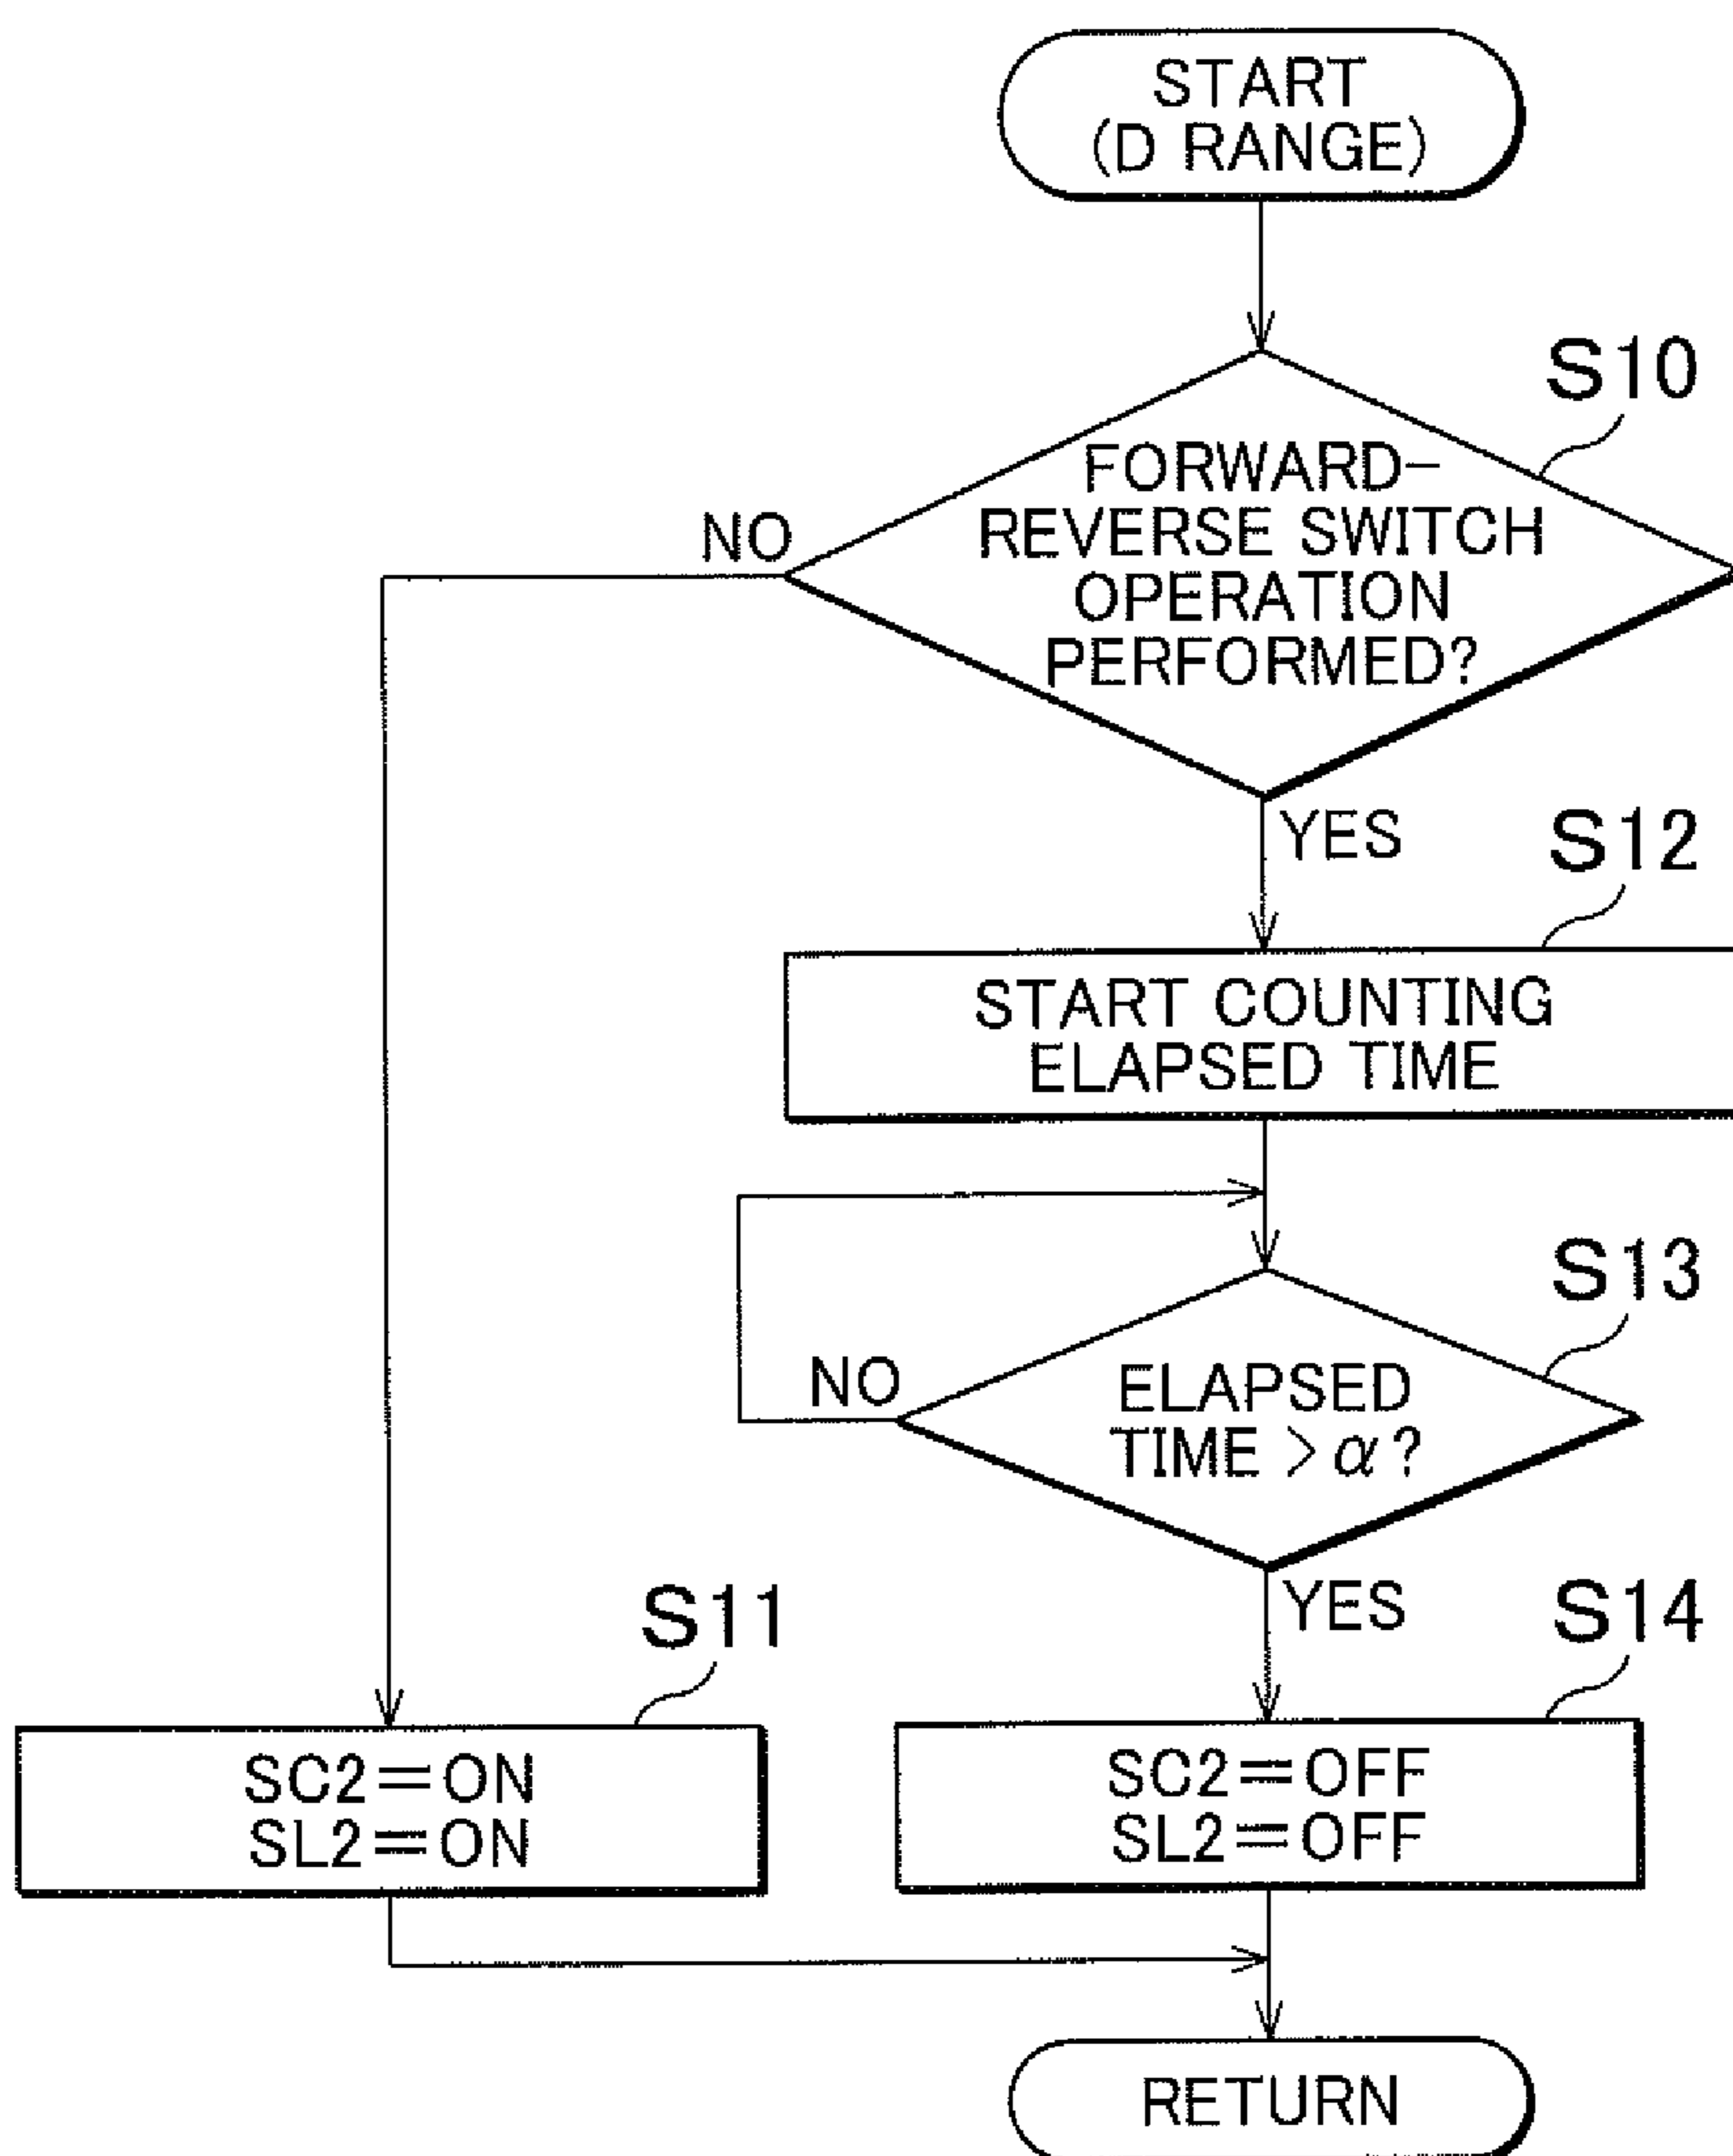 START
(D RANGE)
S10
FORWARD-
REVERSE SWITCH
OPERATION
PERFORMED?
NO
YES
S12
START COUNTING
ELAPSED TIME
S13
ELAPSED
TIME > α?
NO
YES
S11
SC2=ON
SL2=ON
S14
SC2=OFF
SL2=OFF
RETURN